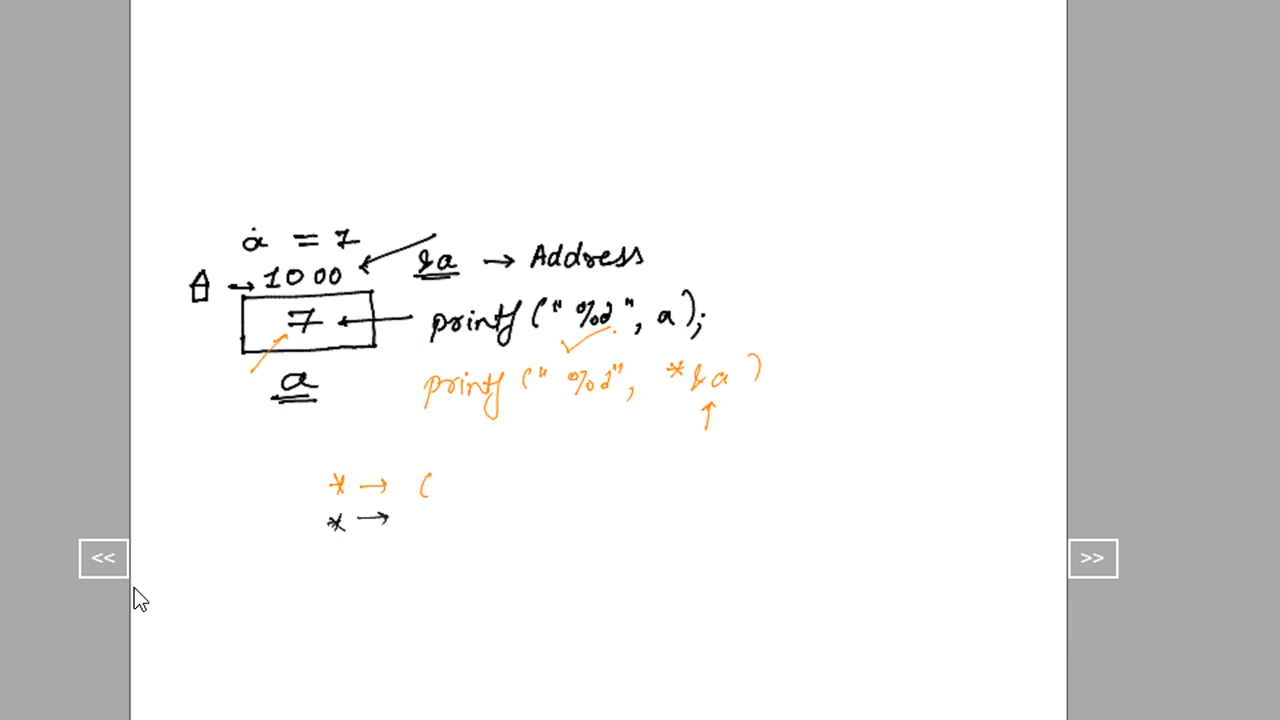 a = 7
→ 1000 &a → Address
7 ← printf ("%d", a);
a printf ("%d", *&a )
* → (
* →
<< >>